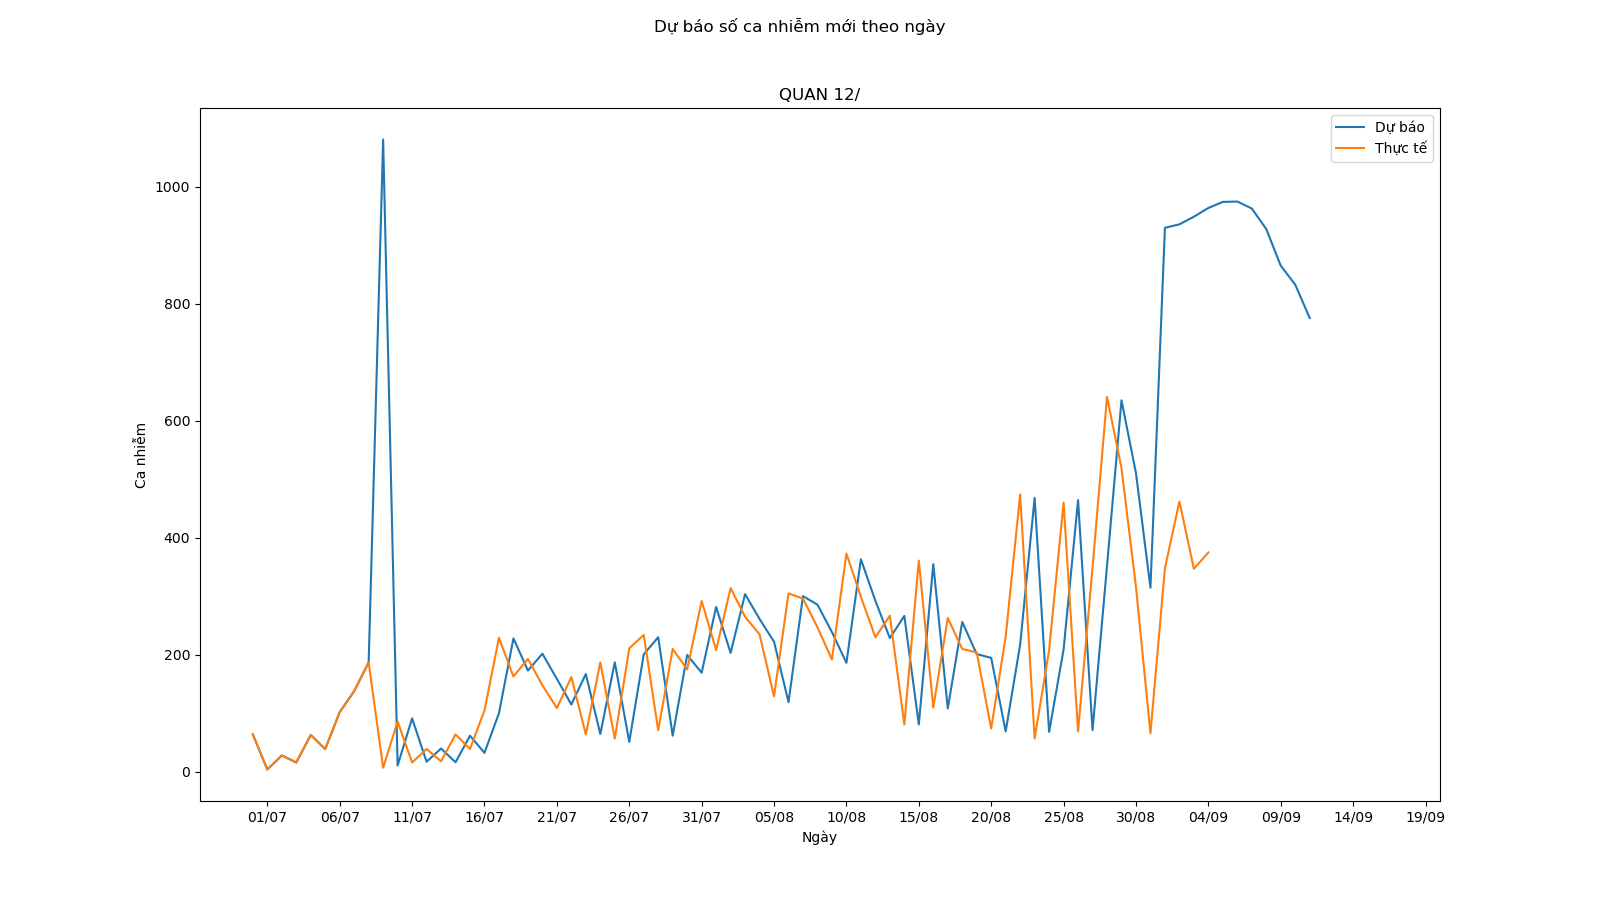 Dự báo số ca nhiễm mới theo ngày
QUAN 12/
Dự báo
Thực tế
1000
800
600
400
200
0
Ca nhiễm
01/07 06/07 11/07 16/07 21/07 26/07 31/07 05/08 10/08 15/08 20/08 25/08 30/08 04/09 09/09 14/09 19/09
Ngày